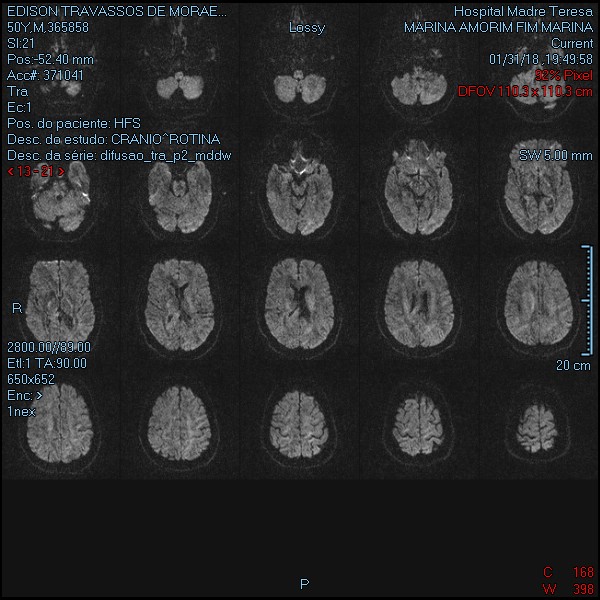 EDISON TRAVASSOS DE MORAE...
Hospital Madre Teresa
50Y,M,365858
Lossy
MARINA AMORIM FIM MARINA
SI:21
Current
Pos:-52.40 mm
01/31/18 ,19:49:58
Acc#: 371041
92% Pixel
Tra
DFOV 110.3 x 110.3 cm
Ec:1
Pos. do paciente: HFS
Desc. do estudo: CRANIO^ROTINA
Desc. da série: difusao_tra_p2_mddw
SW 5.00 mm
< 13 - 21 >
R
2800.00//89.00
Etl:1 TA:90.00
20 cm
650x652
Enc: >
1nex
P
C 168
W 398